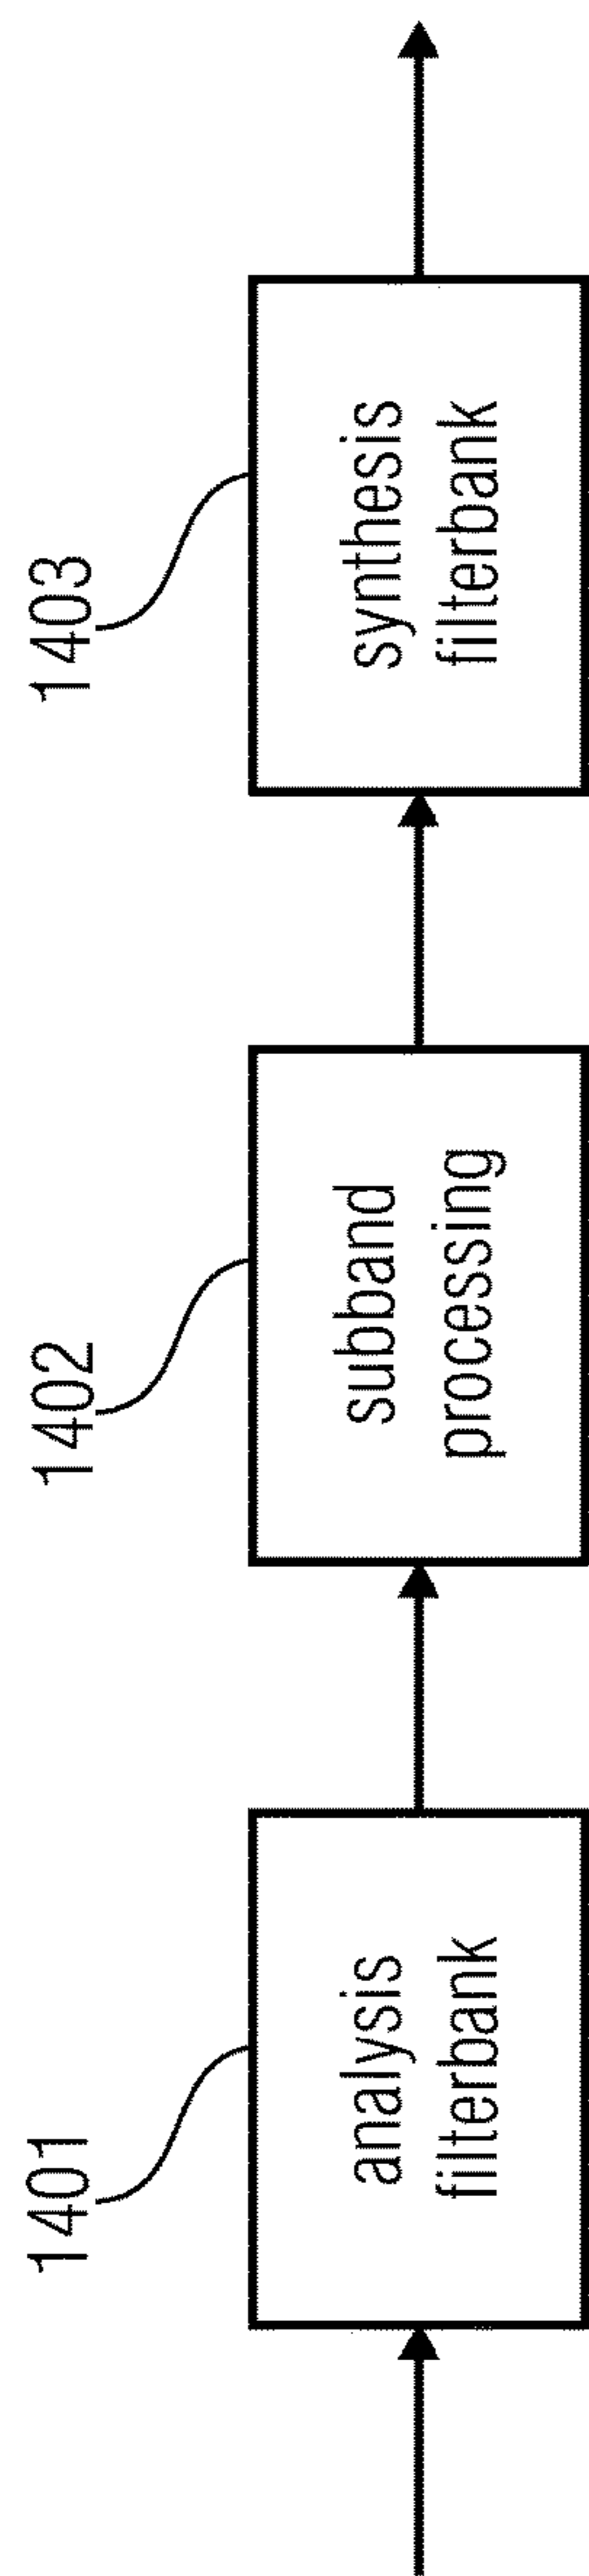 1401
analysis
filterbank
1402
subband
processing
1403
synthesis
filterbank